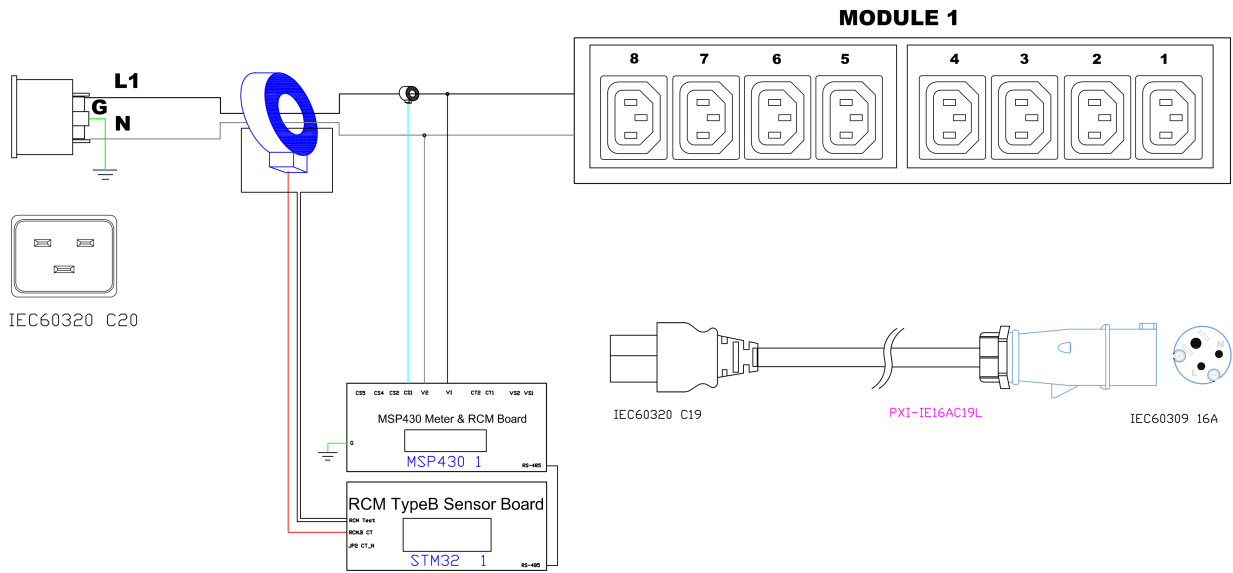 MODULE 1
8 7 6 5 4 3 2 1
L1
G
N
IEC60320 C20
CS5 CS4 CS2 CS1 V2 V1 CT2 CT1 VS2 VS1
MSP430 Meter & RCM Board
G
MSP430 1
RS-485
RCM TypeB Sensor Board
RCM Test
RCMB CT
JP2 CT_N
STM32 1
RS-485
IEC60320 C19
PXI-IE16AC19L
N
L
IEC60309 16A